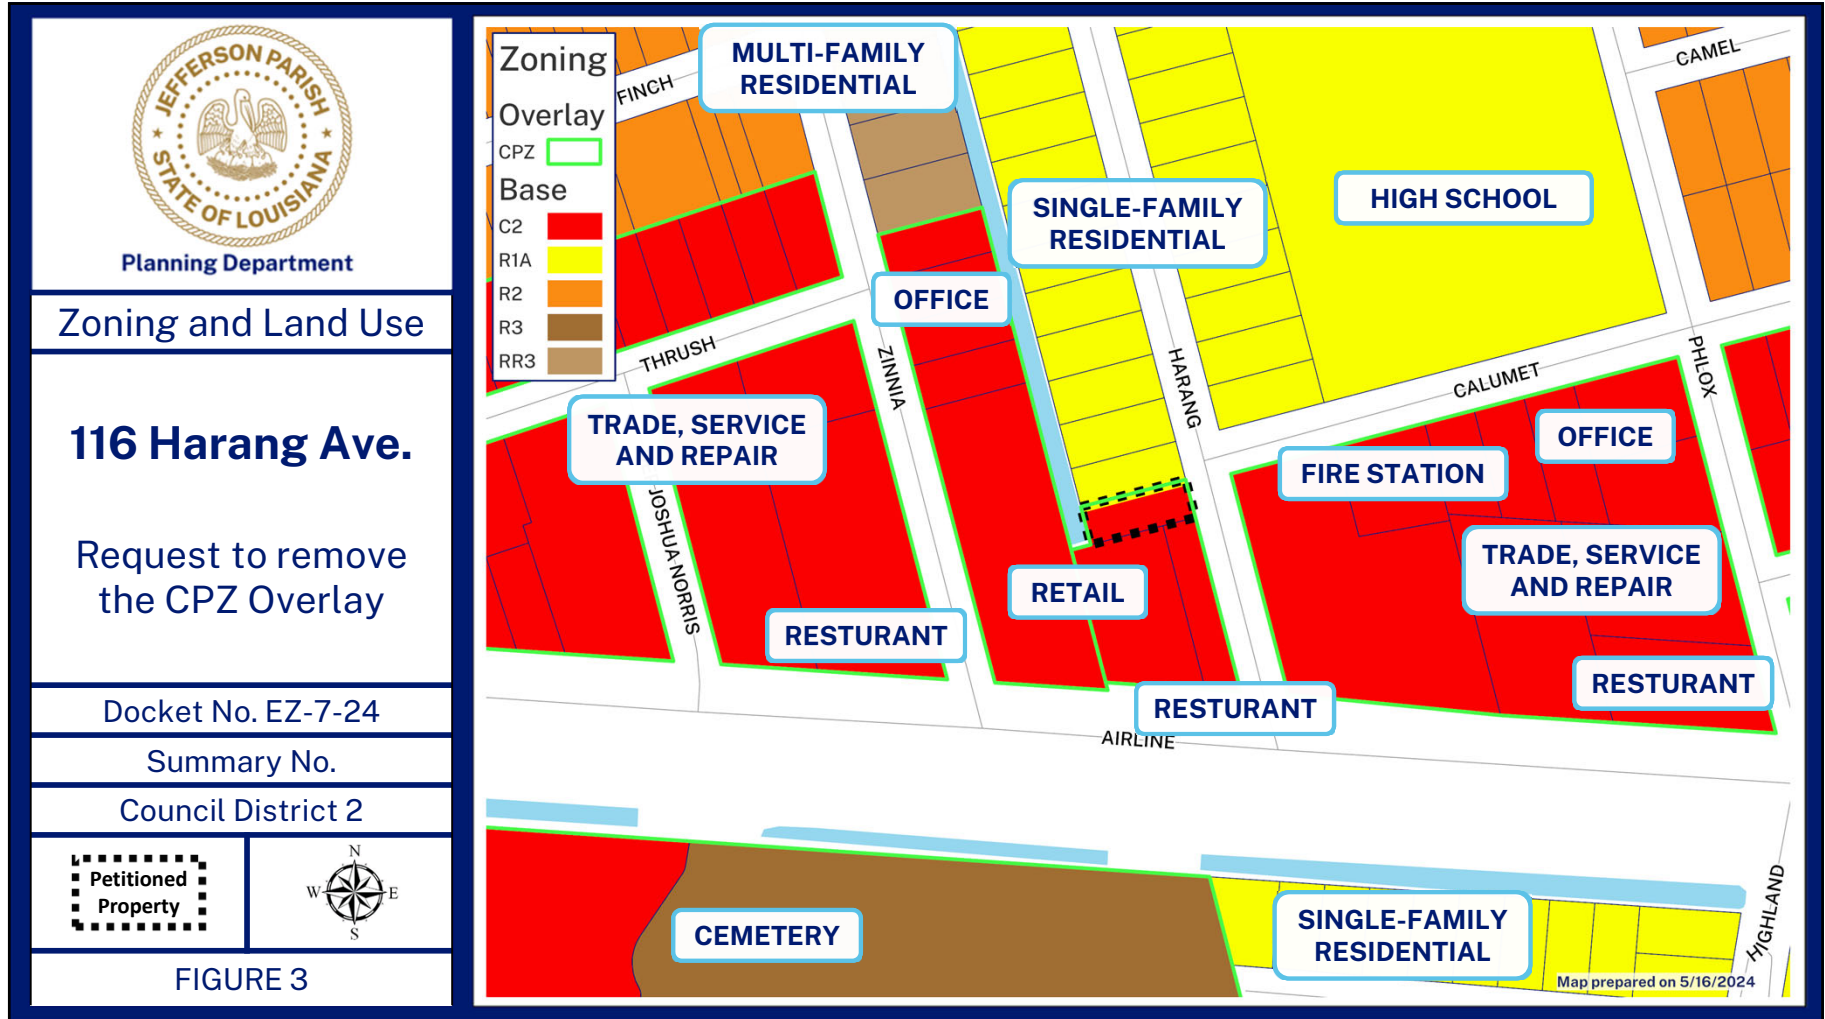 JEFFERSON PARISH
STATE OF LOUISIANA
Planning Department
Zoning and Land Use
116 Harang Ave.
Request to remove
the CPZ Overlay
Docket No. EZ-7-24
Summary No.
Council District 2
Petitioned
Property
N
W
E
S
FIGURE 3
Zoning
Overlay
CPZ
Base
C2
R1A
R2
R3
RR3
FINCH
MULTI-FAMILY
RESIDENTIAL
CAMEL
SINGLE-FAMILY
RESIDENTIAL
HIGH SCHOOL
OFFICE
THRUSH
ZINNIA
HARANG
CALUMET
PHLOX
TRADE, SERVICE
AND REPAIR
OFFICE
FIRE STATION
JOSHUA NORRIS
TRADE, SERVICE
AND REPAIR
RETAIL
RESTURANT
RESTURANT
RESTURANT
AIRLINE
HIGHLAND
CEMETERY
SINGLE-FAMILY
RESIDENTIAL
Map prepared on 5/16/2024